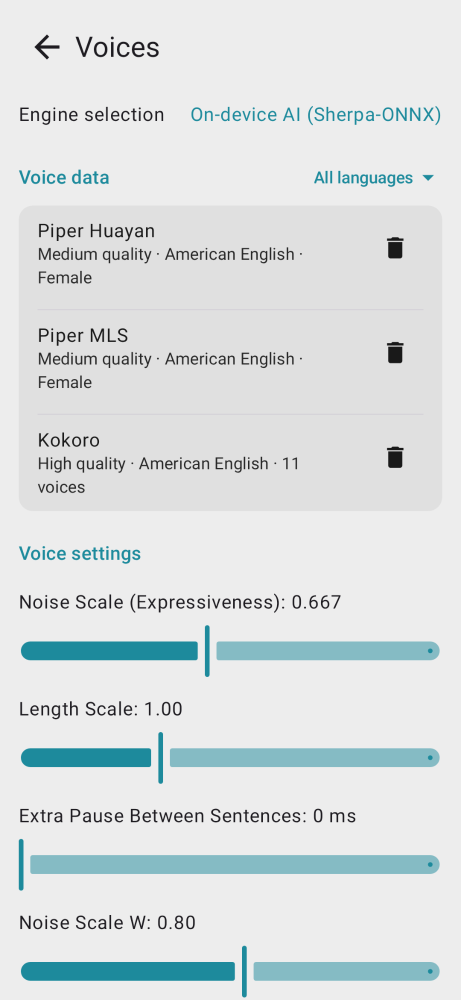 Voices
Engine selection On-device AI (Sherpa-ONNX)
Voice data All languages
Piper Huayan
Medium quality · American English ·
Female
Piper MLS
Medium quality · American English ·
Female
Kokoro
High quality · American English · 11
voices
Voice settings
Noise Scale (Expressiveness): 0.667
Length Scale: 1.00
Extra Pause Between Sentences: 0 ms
Noise Scale W: 0.80